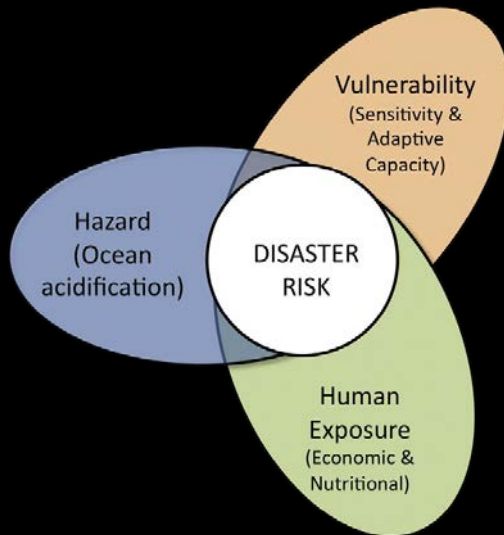 Vulnerability
(Sensitivity &
Adaptive
Capacity)
Hazard
(Ocean
acidification)
DISASTER
RISK
Human
Exposure
(Economic &
Nutritional)